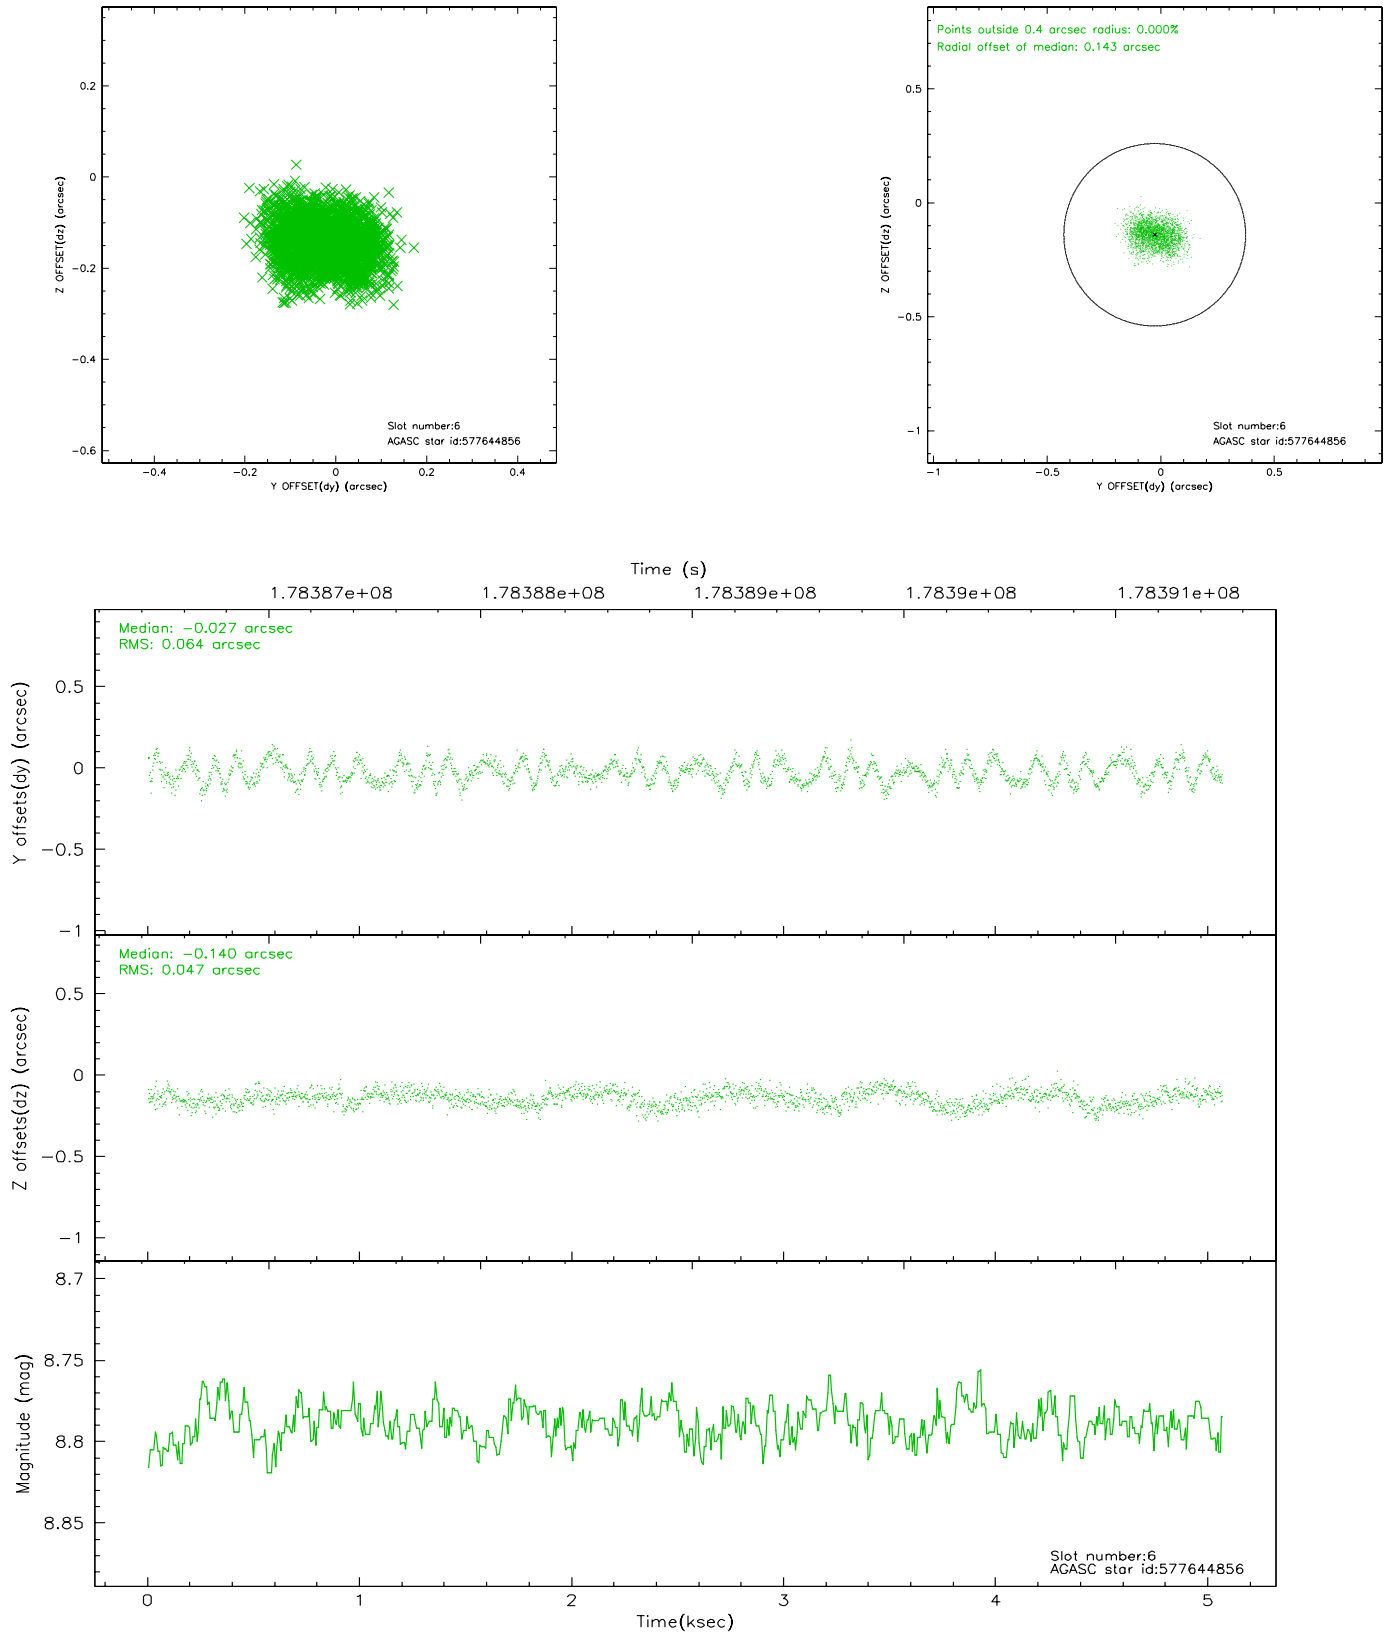 0.2
0
-0.2
-0.4
-0.6
Z OFFSET(dz) (arcsec)
-0.4
-0.2
0
0.2
0.4
Y OFFSET(dy) (arcsec)
Slot number:6
AGASC star id:577644856
Points outside 0.4 arcsec radius: 0.000%
Radial offset of median: 0.143 arcsec
0.5
0
-0.5
-1
Z OFFSET(dz) (arcsec)
-1
-0.5
0
0.5
Y OFFSET(dy) (arcsec)
Slot number:6
AGASC star id:577644856
Time (s)
1.78387e+08
1.78388e+08
1.78389e+08
1.7839e+08
1.78391e+08
Median: -0.027 arcsec
RMS: 0.064 arcsec
0.5
0
-0.5
-1
Y offsets(dy) (arcsec)
Median: -0.140 arcsec
RMS: 0.047 arcsec
0.5
0
-0.5
-1
Z offsets(dz) (arcsec)
8.7
8.75
8.8
8.85
Magnitude (mag)
Slot number:6
AGASC star id:577644856
0
1
2
3
4
5
Time(ksec)